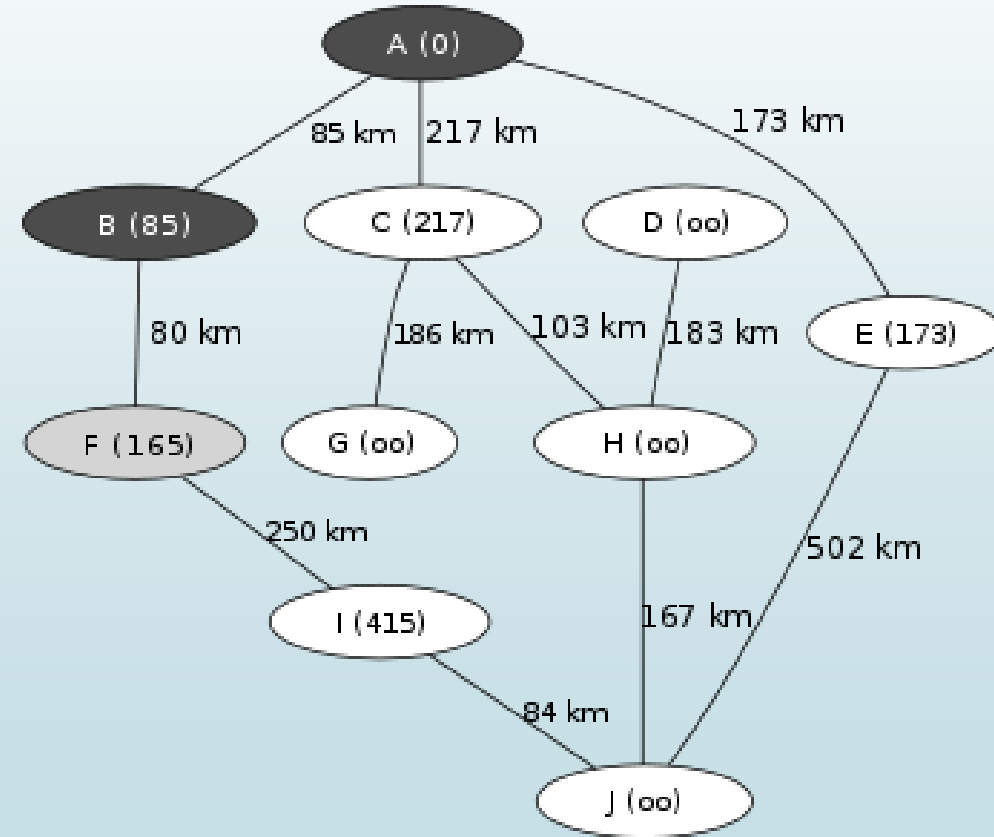 A (0)
85 km
217 km
173 km
B (85)
C (217)
D (oo)
80 km
186 km
103 km
183 km
E (173)
F (165)
G (oo)
H (oo)
250 km
502 km
I (415)
167 km
84 km
J (oo)